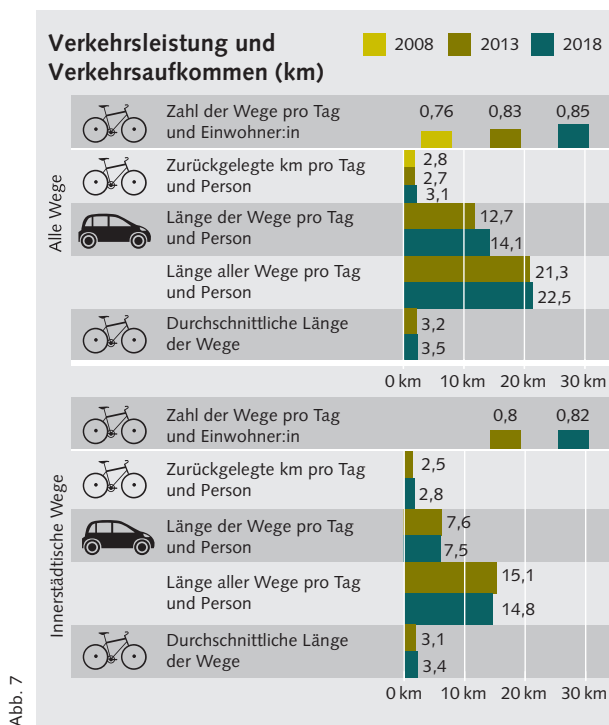 Verkehrsleistung und
Verkehrsaufkommen (km)
2008 2013 2018
Alle Wege
Zahl der Wege pro Tag
und Einwohner:in
0,76 0,83 0,85
Zurückgelegte km pro Tag
und Person
2,8
2,7
3,1
Länge der Wege pro Tag
und Person
12,7
14,1
Länge aller Wege pro Tag
und Person
21,3
22,5
Durchschnittliche Länge
der Wege
3,2
3,5
0 km 10 km 20 km 30 km
Innerstädtische Wege
Zahl der Wege pro Tag
und Einwohner:in
0,8 0,82
Zurückgelegte km pro Tag
und Person
2,5
2,8
Länge der Wege pro Tag
und Person
7,6
7,5
Länge aller Wege pro Tag
und Person
15,1
14,8
Durchschnittliche Länge
der Wege
3,1
3,4
0 km 10 km 20 km 30 km
Abb. 7